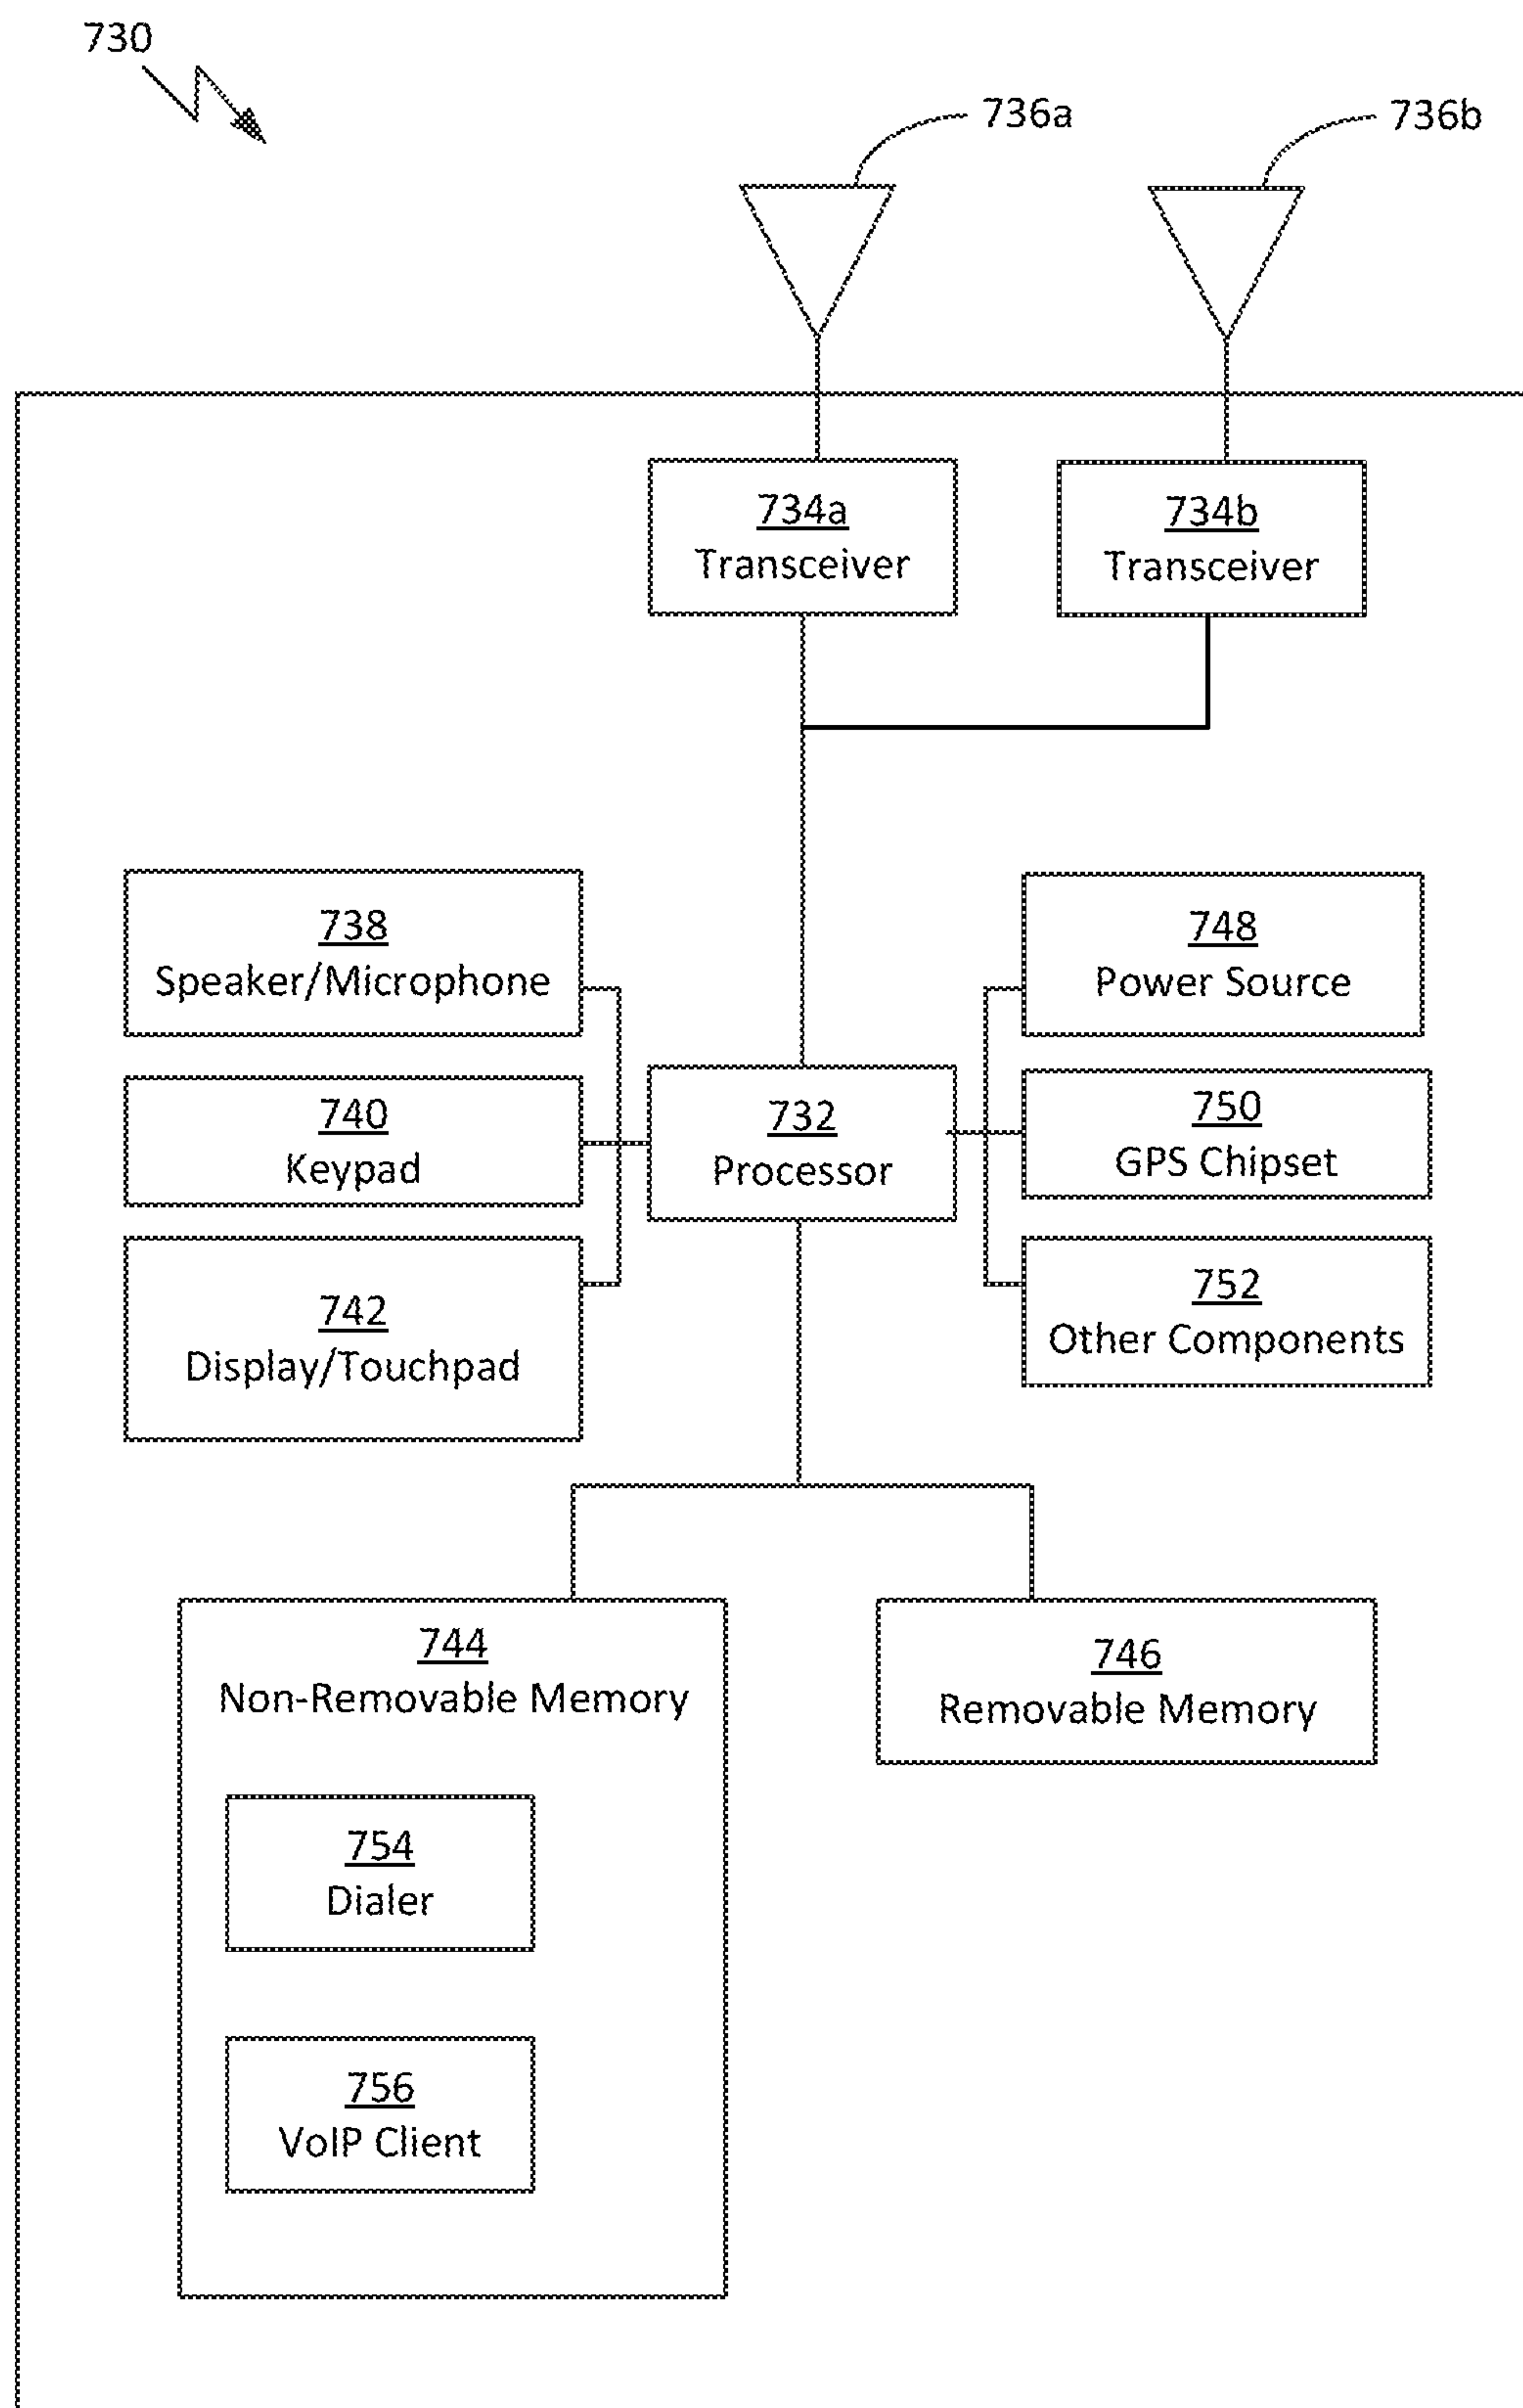 730
736a
736b
734a
Transceiver
734b
Transceiver
738
Speaker/Microphone
748
Power Source
740
Keypad
732
Processor
750
GPS Chipset
742
Display/Touchpad
752
Other Components
744
Non-Removable Memory
746
Removable Memory
754
Dialer
756
VoIP Client